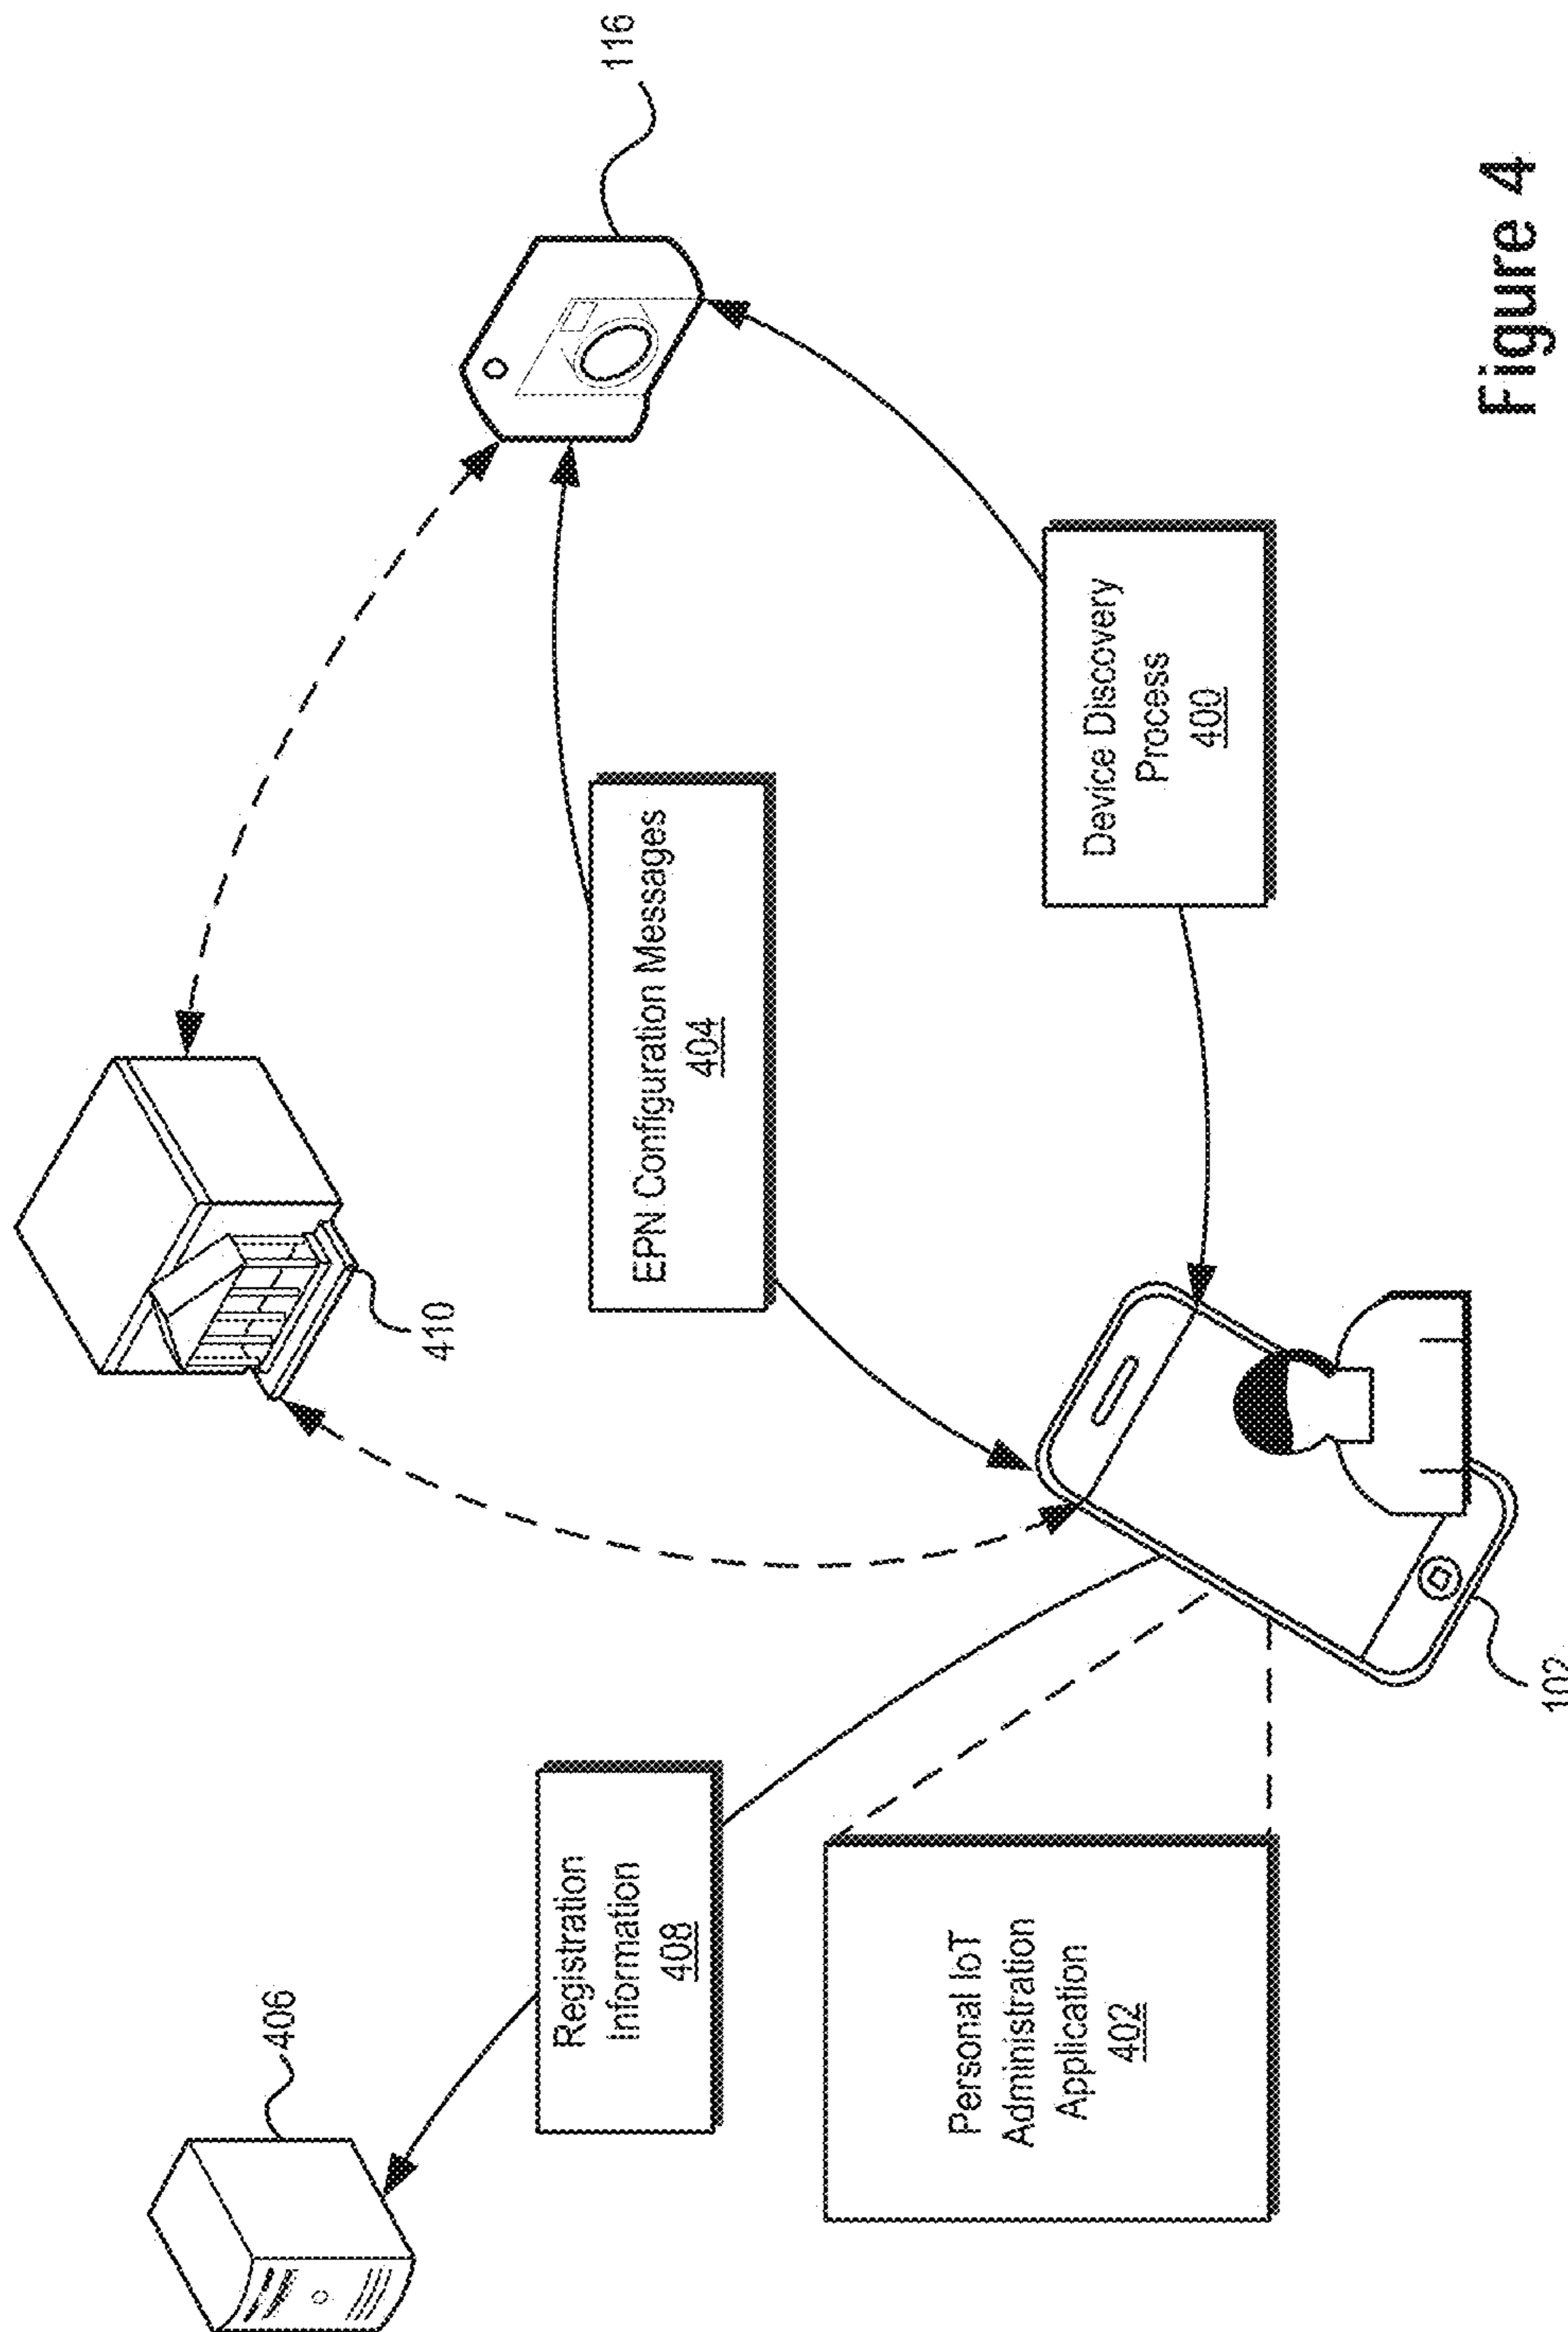 406
Registration
Information
408
Personal IoT
Administration
Application
402
410
EPN Configuration Messages
404
Device Discovery
Process
400
102
116
Figure 4